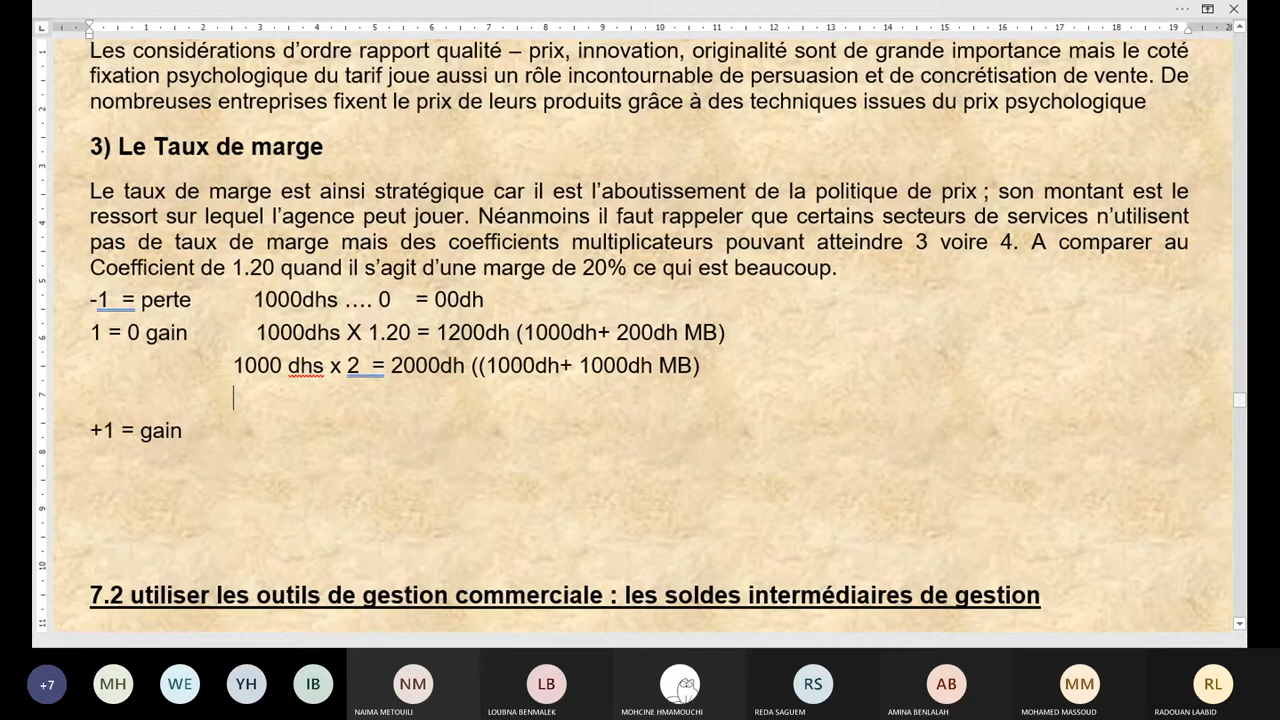 Les considérations d’ordre rapport qualité – prix, innovation, originalité sont de grande importance mais le coté
fixation psychologique du tarif joue aussi un rôle incontournable de persuasion et de concrétisation de vente. De
nombreuses entreprises fixent le prix de leurs produits grâce à des techniques issues du prix psychologique
3) Le Taux de marge
Le taux de marge est ainsi stratégique car il est l’aboutissement de la politique de prix ; son montant est le
ressort sur lequel l’agence peut jouer. Néanmoins il faut rappeler que certains secteurs de services n’utilisent
pas de taux de marge mais des coefficients multiplicateurs pouvant atteindre 3 voire 4. A comparer au
Coefficient de 1.20 quand il s’agit d’une marge de 20% ce qui est beaucoup.
-1 = perte 1000dhs …. 0 = 00dh
1 = 0 gain 1000dhs X 1.20 = 1200dh (1000dh+ 200dh MB)
1000 dhs x 2 = 2000dh ((1000dh+ 1000dh MB)
+1 = gain
7.2 utiliser les outils de gestion commerciale : les soldes intermédiaires de gestion
+7 MH WE YH IB NM LB RS AB MM RL
NAIMA METOUILI LOUBNA BENMALEK MOHCINE HMAMOUCHI REDA SAGUEM AMINA BENLALAH MOHAMED MASSOUD RADOUAN LAABID